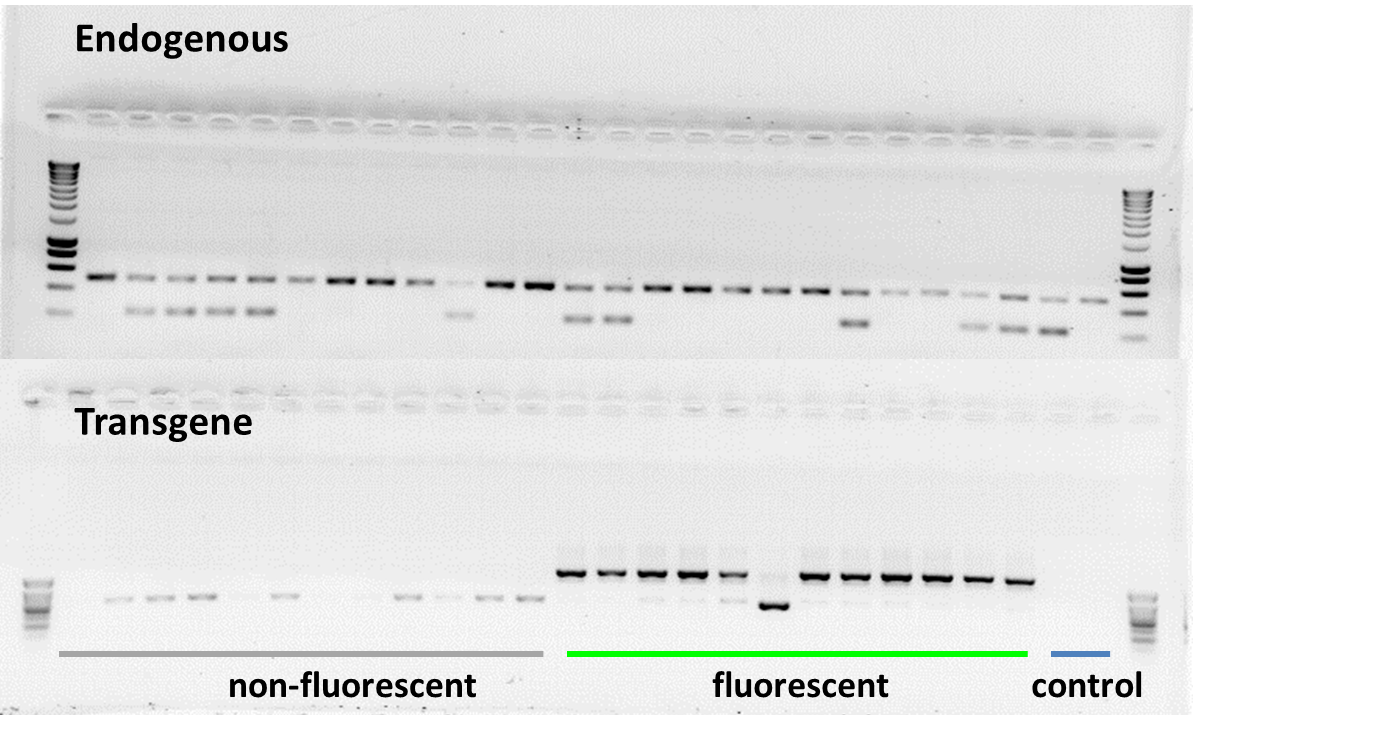 Endogenous
Transgene
non-fluorescent
fluorescent
control